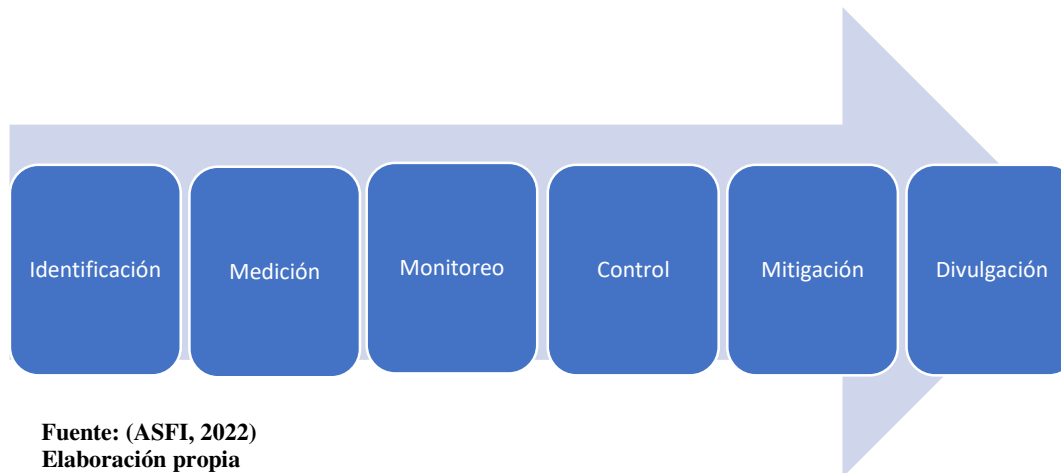 Identificación
Medición
Monitoreo
Control
Mitigación
Divulgación
Fuente: (ASFI, 2022)
Elaboración propia